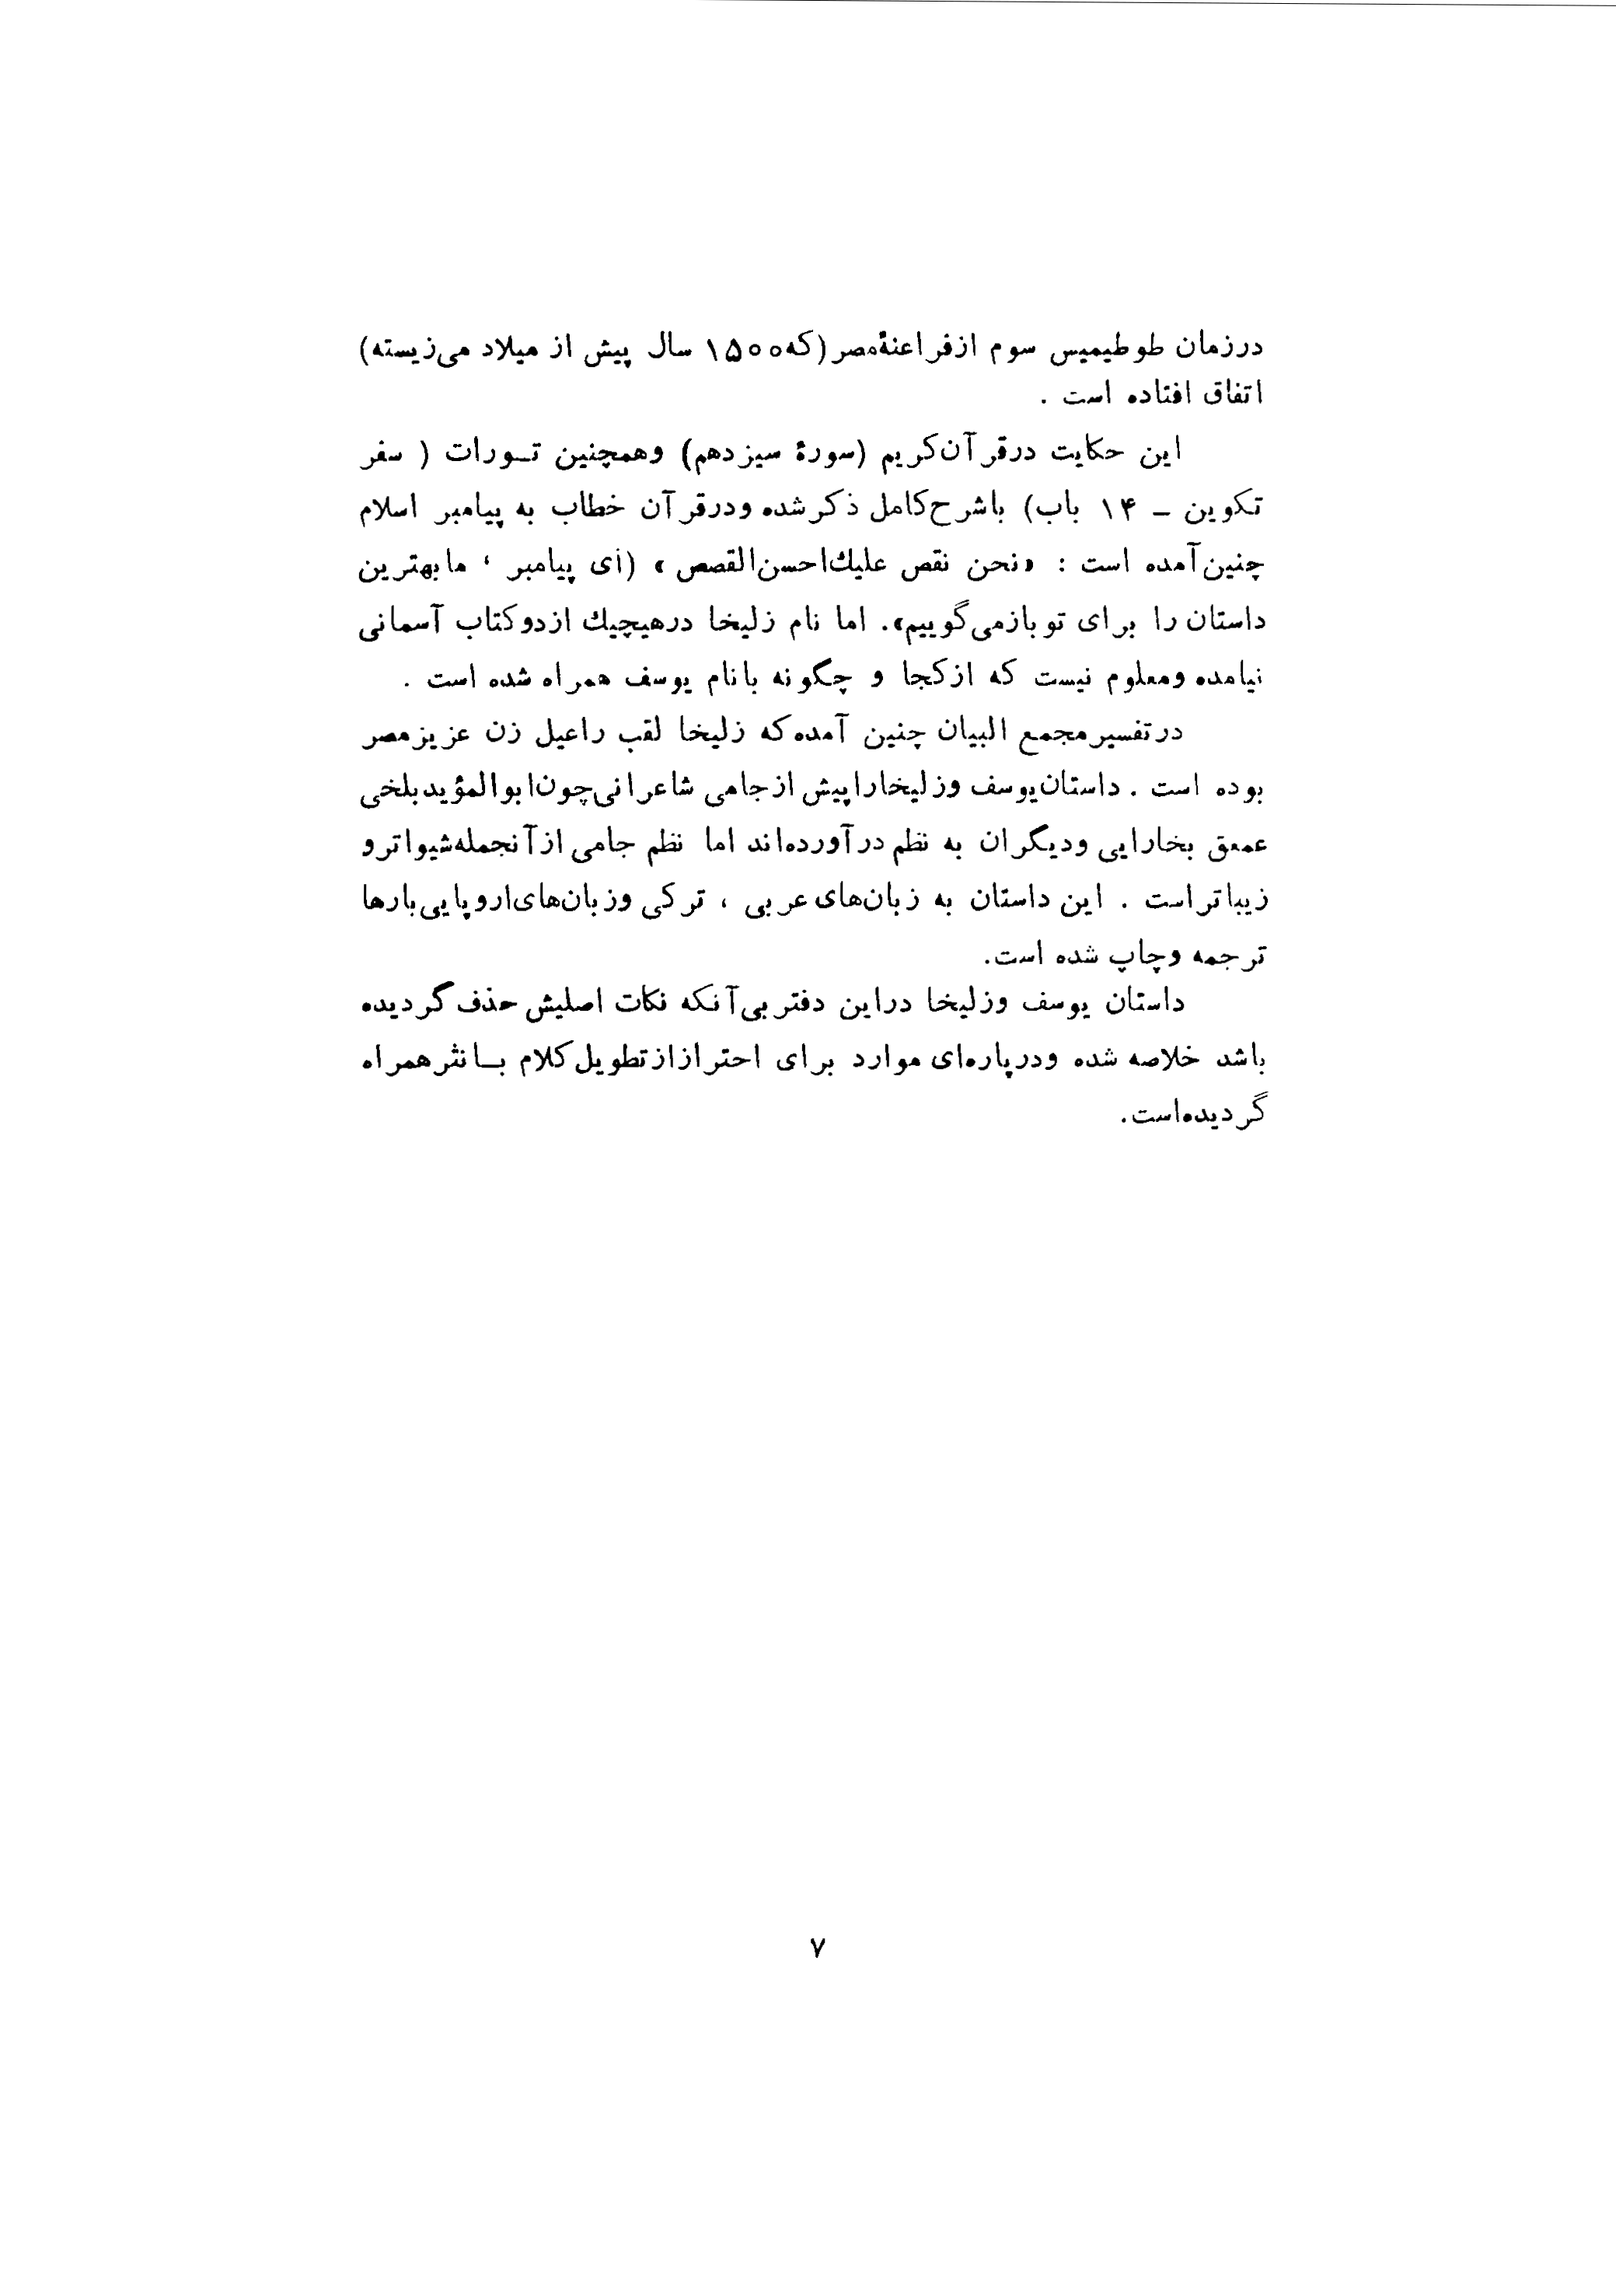 درزمان طوطیمیس سوم ازفراعنهٔمصر(که۱۵۰۰ سال پیش از میلاد می‌زیسته)
اتفاق افتاده است .
این حکایت درقرآن‌کریم (سورهٔ سیزدهم) وهمچنین تــورات ( سفر
تکوین ـ ۱۴ باب) باشرح‌کامل ذکرشده ودرقرآن خطاب به پیامبر اسلام
چنین‌آمده است : «نحن نقص علیك‌احسن‌القصص» (ای پیامبر ، مابهترین
داستان را برای توبازمی‌گوییم». اما نام زلیخا درهیچیك ازدوکتاب آسمانی
نیامده ومعلوم نیست که ازکجا و چگونه بانام یوسف همراه شده است .
درتفسیرمجمع البیان چنین آمده‌که زلیخا لقب راعیل زن عزیزمصر
بوده است . داستان‌یوسف وزلیخاراپیش ازجامی شاعرانی‌چون‌ابوالمؤیدبلخی
عمعق بخارایی ودیگران به نظم درآورده‌اند اما نظم جامی ازآنجمله‌شیواترو
زیباتراست . این داستان به زبان‌های عربی ، ترکی وزبان‌های‌اروپایی‌بارها
ترجمه وچاپ شده است.
داستان یوسف وزلیخا دراین دفتر بی‌آنکه نکات اصلیش حذف گردیده
باشد خلاصه شده ودرپاره‌ای موارد برای احترازازتطویل‌کلام بــا نثرهمراه
گردیده‌است.
۷